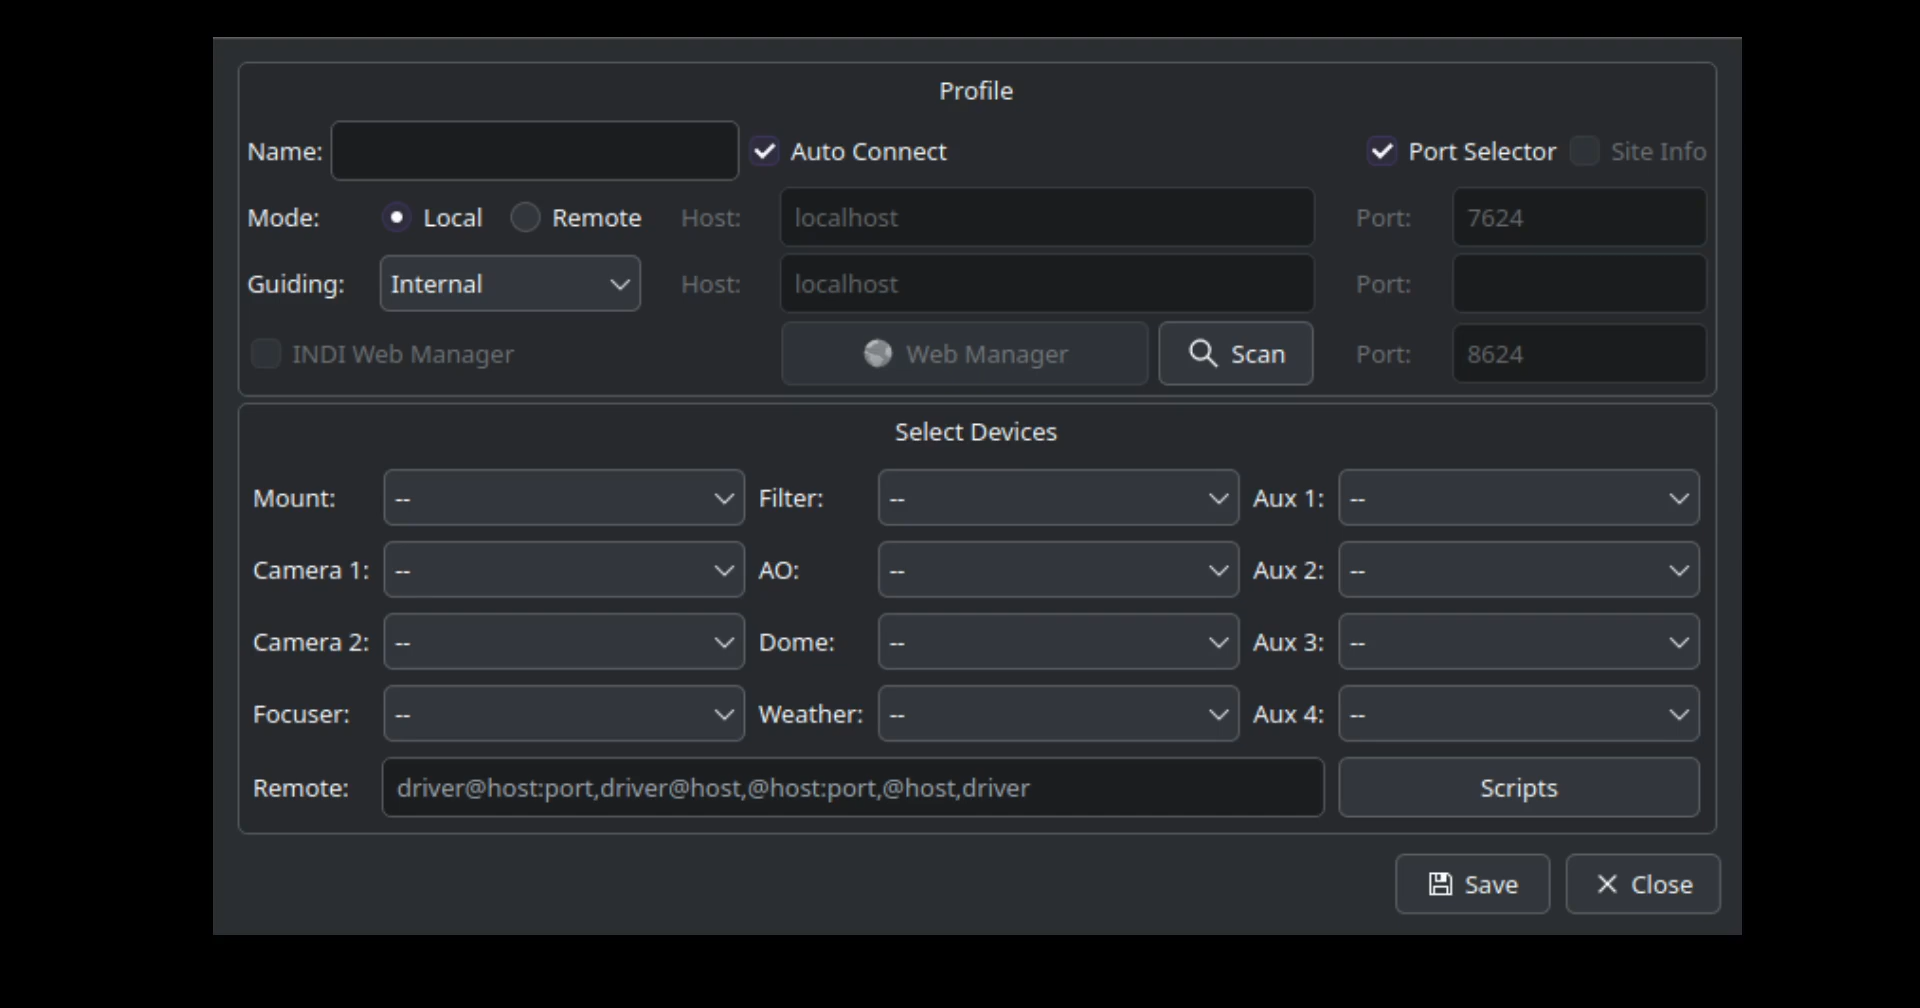 Profile
Name: Auto Connect Port Selector Site Info
Mode: Local Remote Host: localhost Port: 7624
Guiding: Internal Host: localhost Port:
INDI Web Manager Web Manager Scan Port: 8624
Select Devices
Mount: -- Filter: -- Aux 1: --
Camera 1: -- AO: -- Aux 2: --
Camera 2: -- Dome: -- Aux 3: --
Focuser: -- Weather: -- Aux 4: --
Remote: driver@host:port,driver@host,@host:port,@host,driver Scripts
Save Close